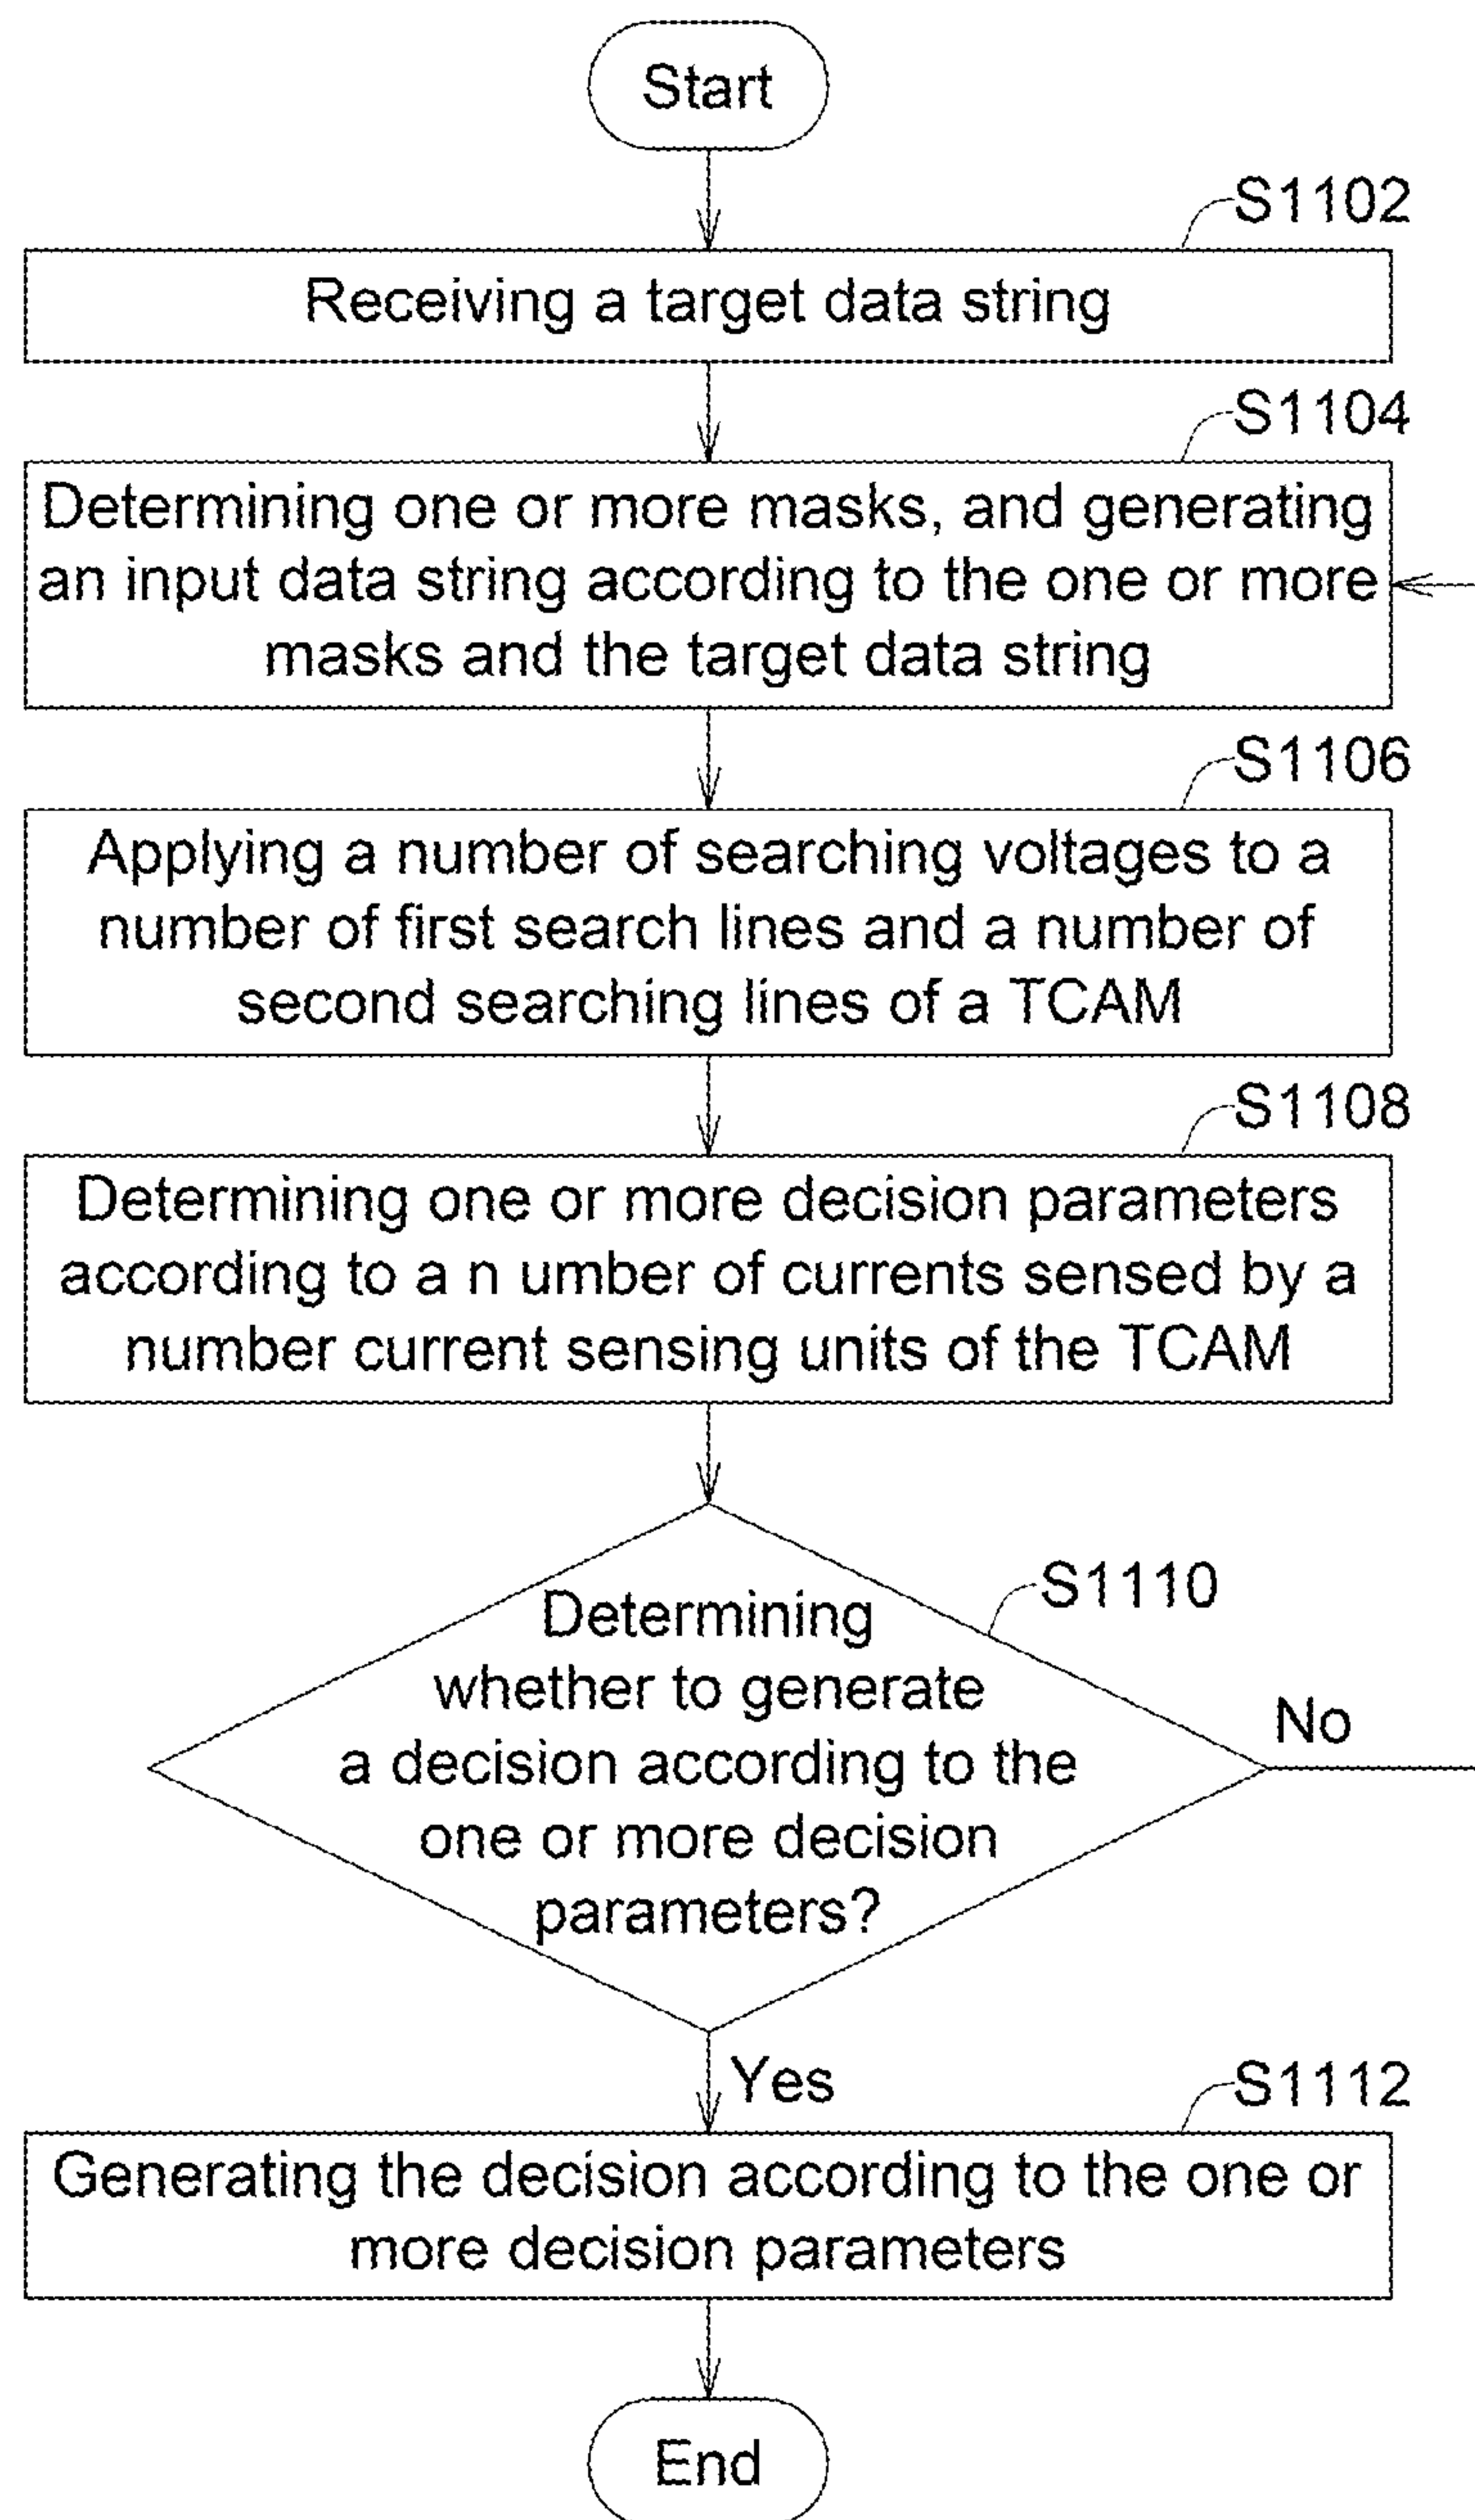 Start
S1102
Receiving a target data string
S1104
Determining one or more masks, and generating
an input data string according to the one or more
masks and the target data string
S1106
Applying a number of searching voltages to a
number of first search lines and a number of
second searching lines of a TCAM
S1108
Determining one or more decision parameters
according to a n umber of currents sensed by a
number current sensing units of the TCAM
S1110
Determining
whether to generate
a decision according to the
one or more decision
parameters?
No
Yes
S1112
Generating the decision according to the one or
more decision parameters
End